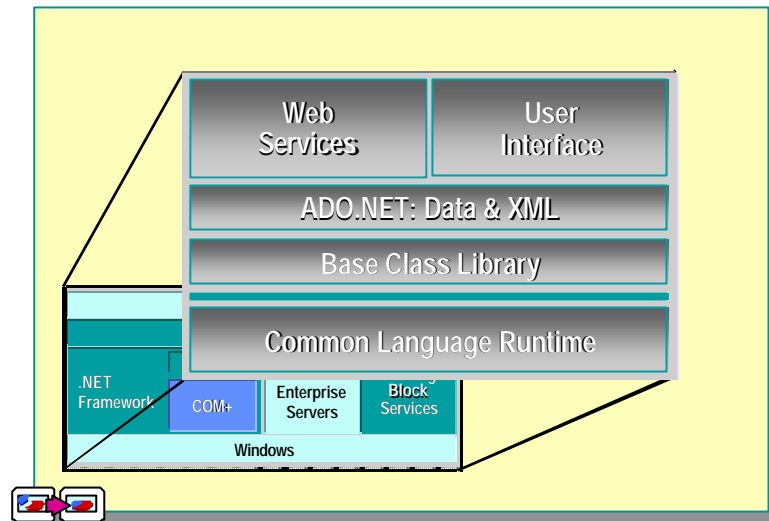 Web
Services
User
Interface
ADO.NET: Data & XML
Base Class Library
Common Language Runtime
.NET
Framework
COM+
Enterprise
Servers
Block
Services
Windows